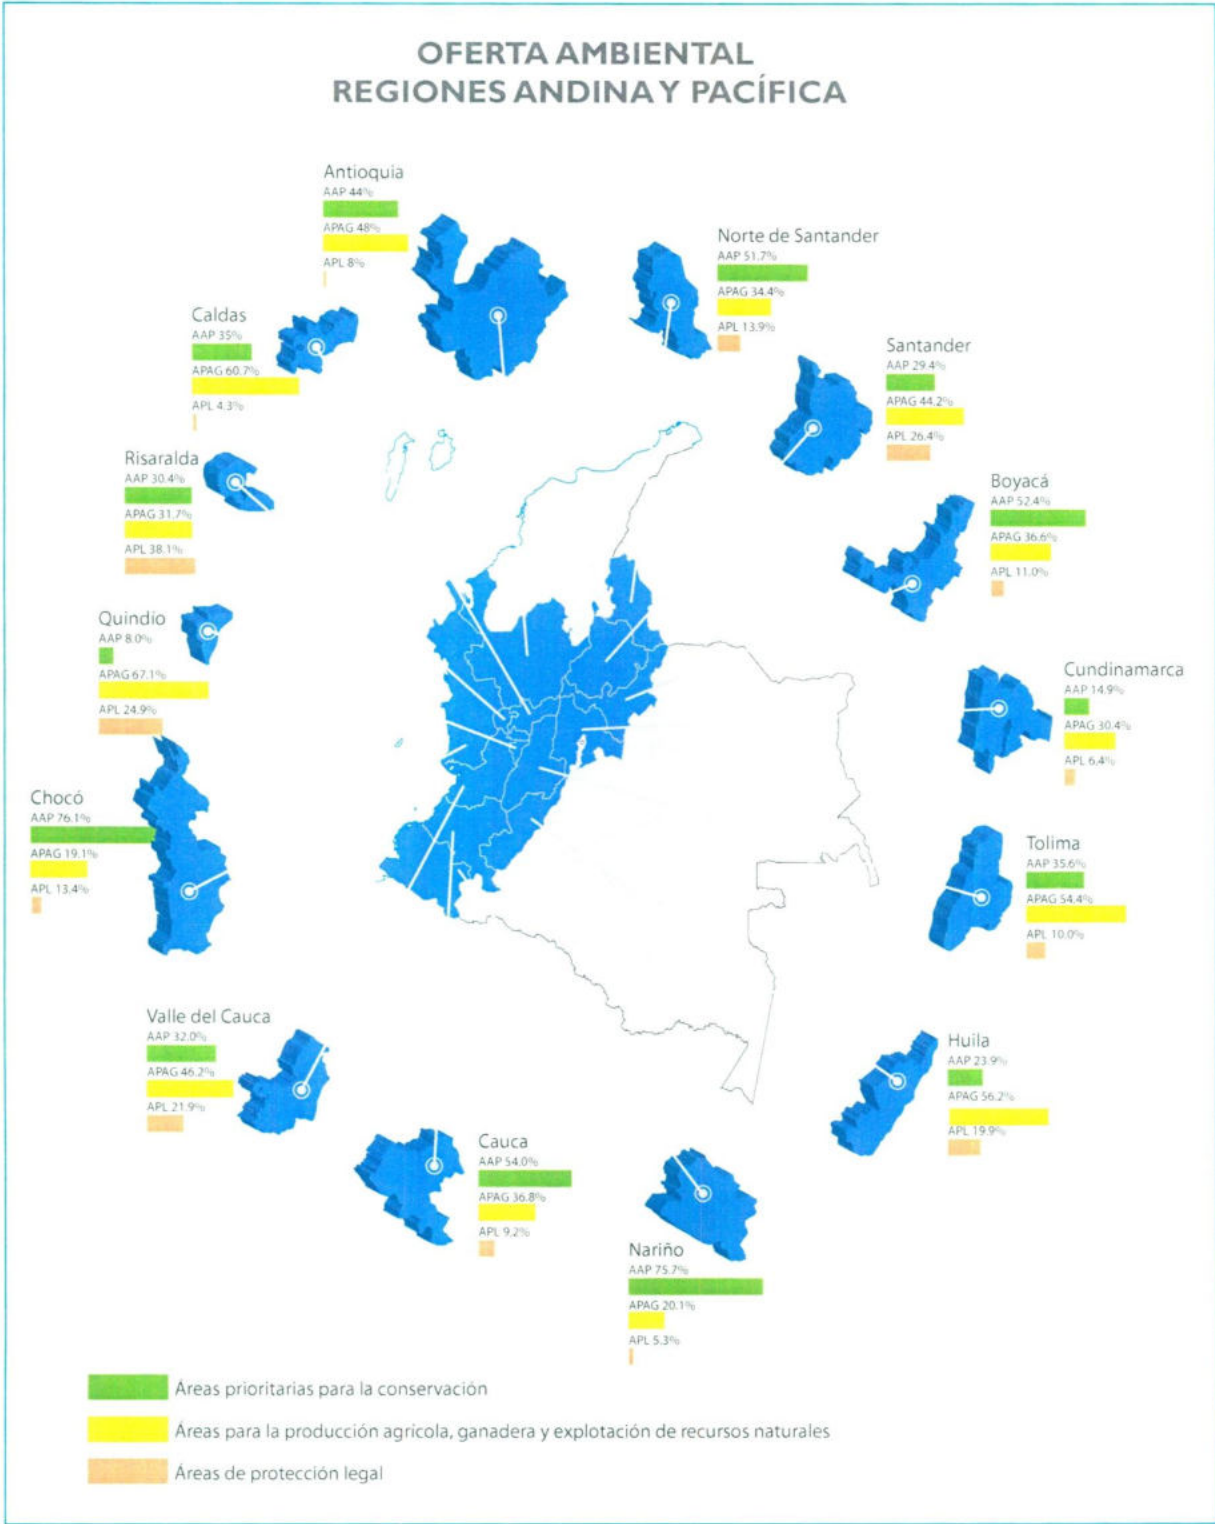 OFERTA AMBIENTAL
REGIONES ANDINA Y PACÍFICA
Antioquia
AAP 44%
APAG 48%
APL 8%
Norte de Santander
AAP 51.7%
APAG 34.4%
APL 13.9%
Caldas
AAP 35%
APAG 60.7%
APL 4.3%
Santander
AAP 29.4%
APAG 44.2%
APL 26.4%
Risaralda
AAP 30.4%
APAG 31.7%
APL 38.1%
Boyacá
AAP 52.4%
APAG 36.6%
APL 11.0%
Quindío
AAP 8.0%
APAG 67.1%
APL 24.9%
Cundinamarca
AAP 14.9%
APAG 30.4%
APL 6.4%
Chocó
AAP 76.1%
APAG 19.1%
APL 13.4%
Tolima
AAP 35.6%
APAG 54.4%
APL 10.0%
Valle del Cauca
AAP 32.0%
APAG 46.2%
APL 21.9%
Huila
AAP 23.9%
APAG 56.2%
APL 19.9%
Cauca
AAP 54.0%
APAG 36.8%
APL 9.2%
Nariño
AAP 75.7%
APAG 20.1%
APL 5.3%
Áreas prioritarias para la conservación
Áreas para la producción agrícola, ganadera y explotación de recursos naturales
Áreas de protección legal